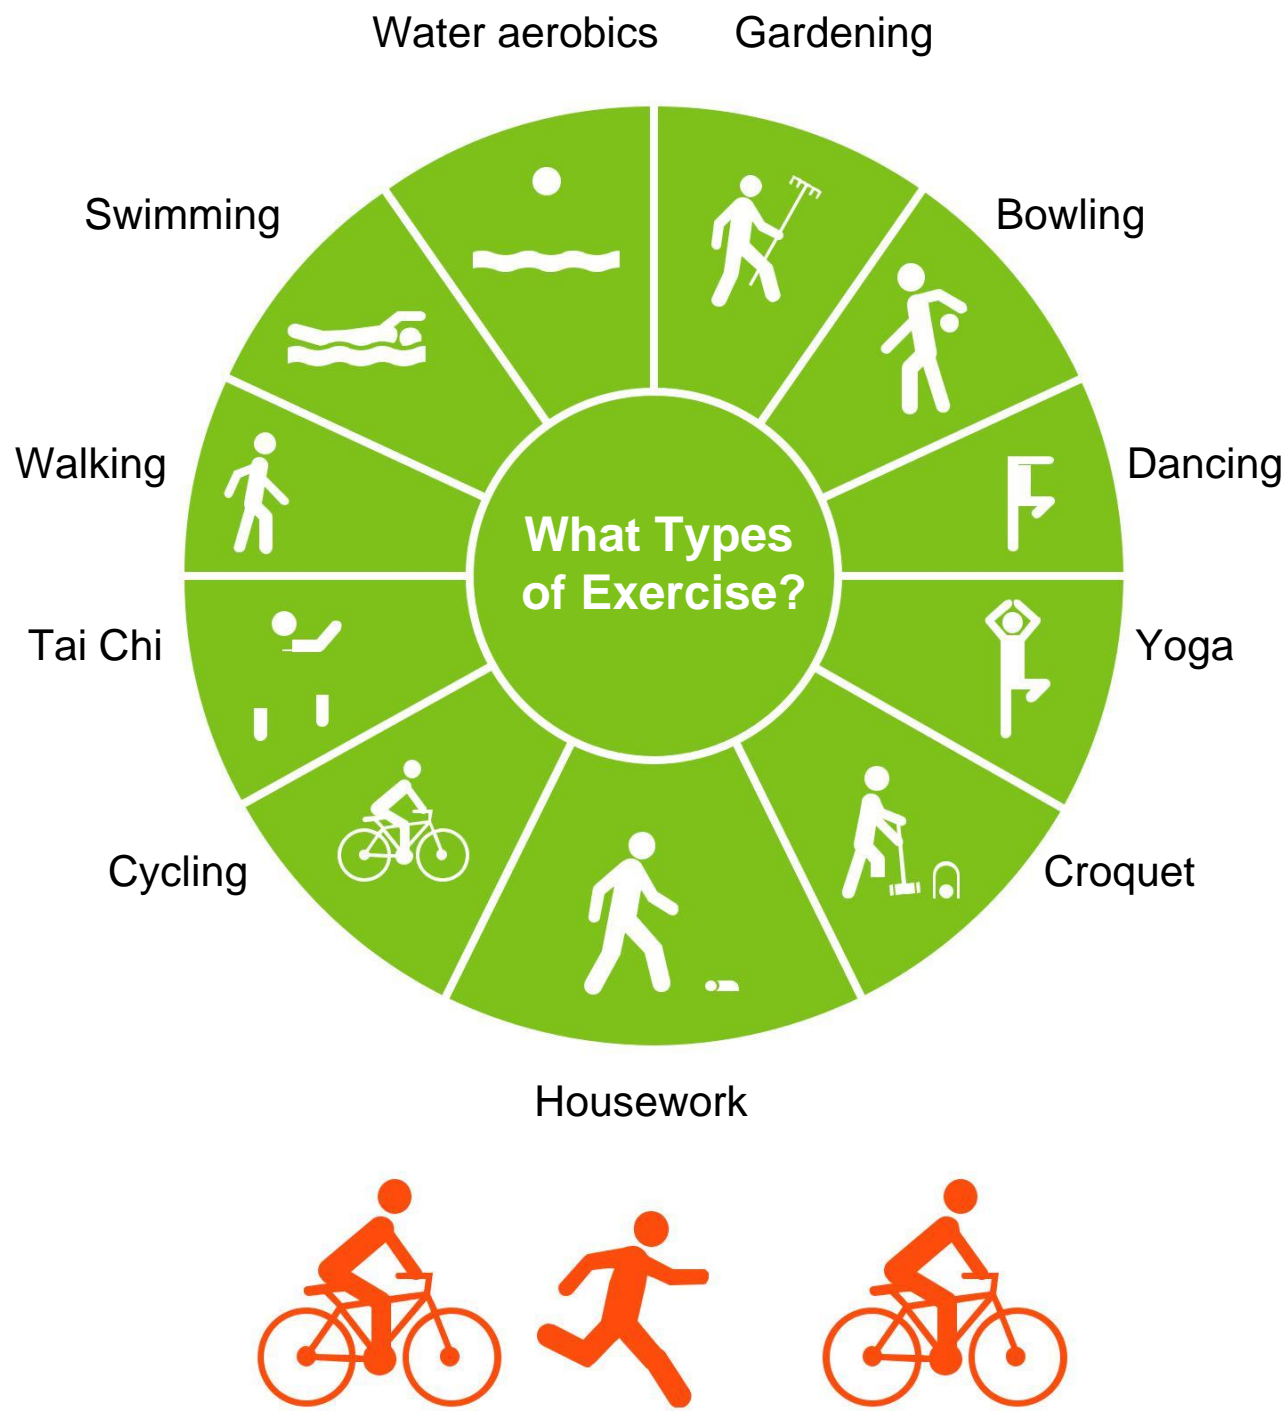 Water aerobics Gardening
Swimming
Bowling
Walking
Dancing
What Types
of Exercise?
Tai Chi
Yoga
Cycling
Croquet
Housework